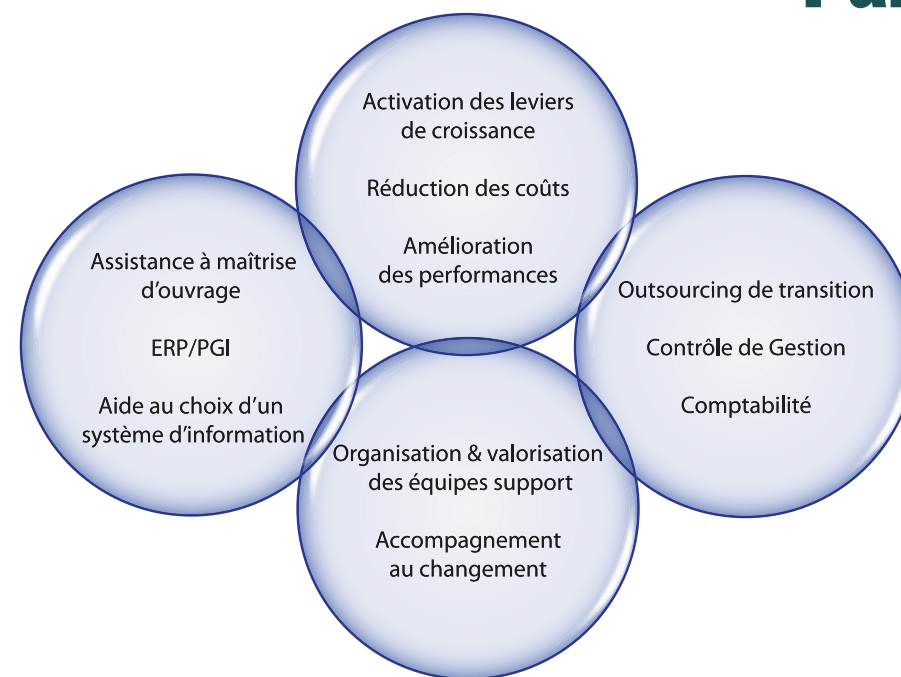 Activation des leviers
de croissance
Réduction des coûts
Amélioration
des performances
Assistance à maîtrise
d’ouvrage
ERP/PGI
Aide au choix d’un
système d’information
Outsourcing de transition
Contrôle de Gestion
Comptabilité
Organisation & valorisation
des équipes support
Accompagnement
au changement